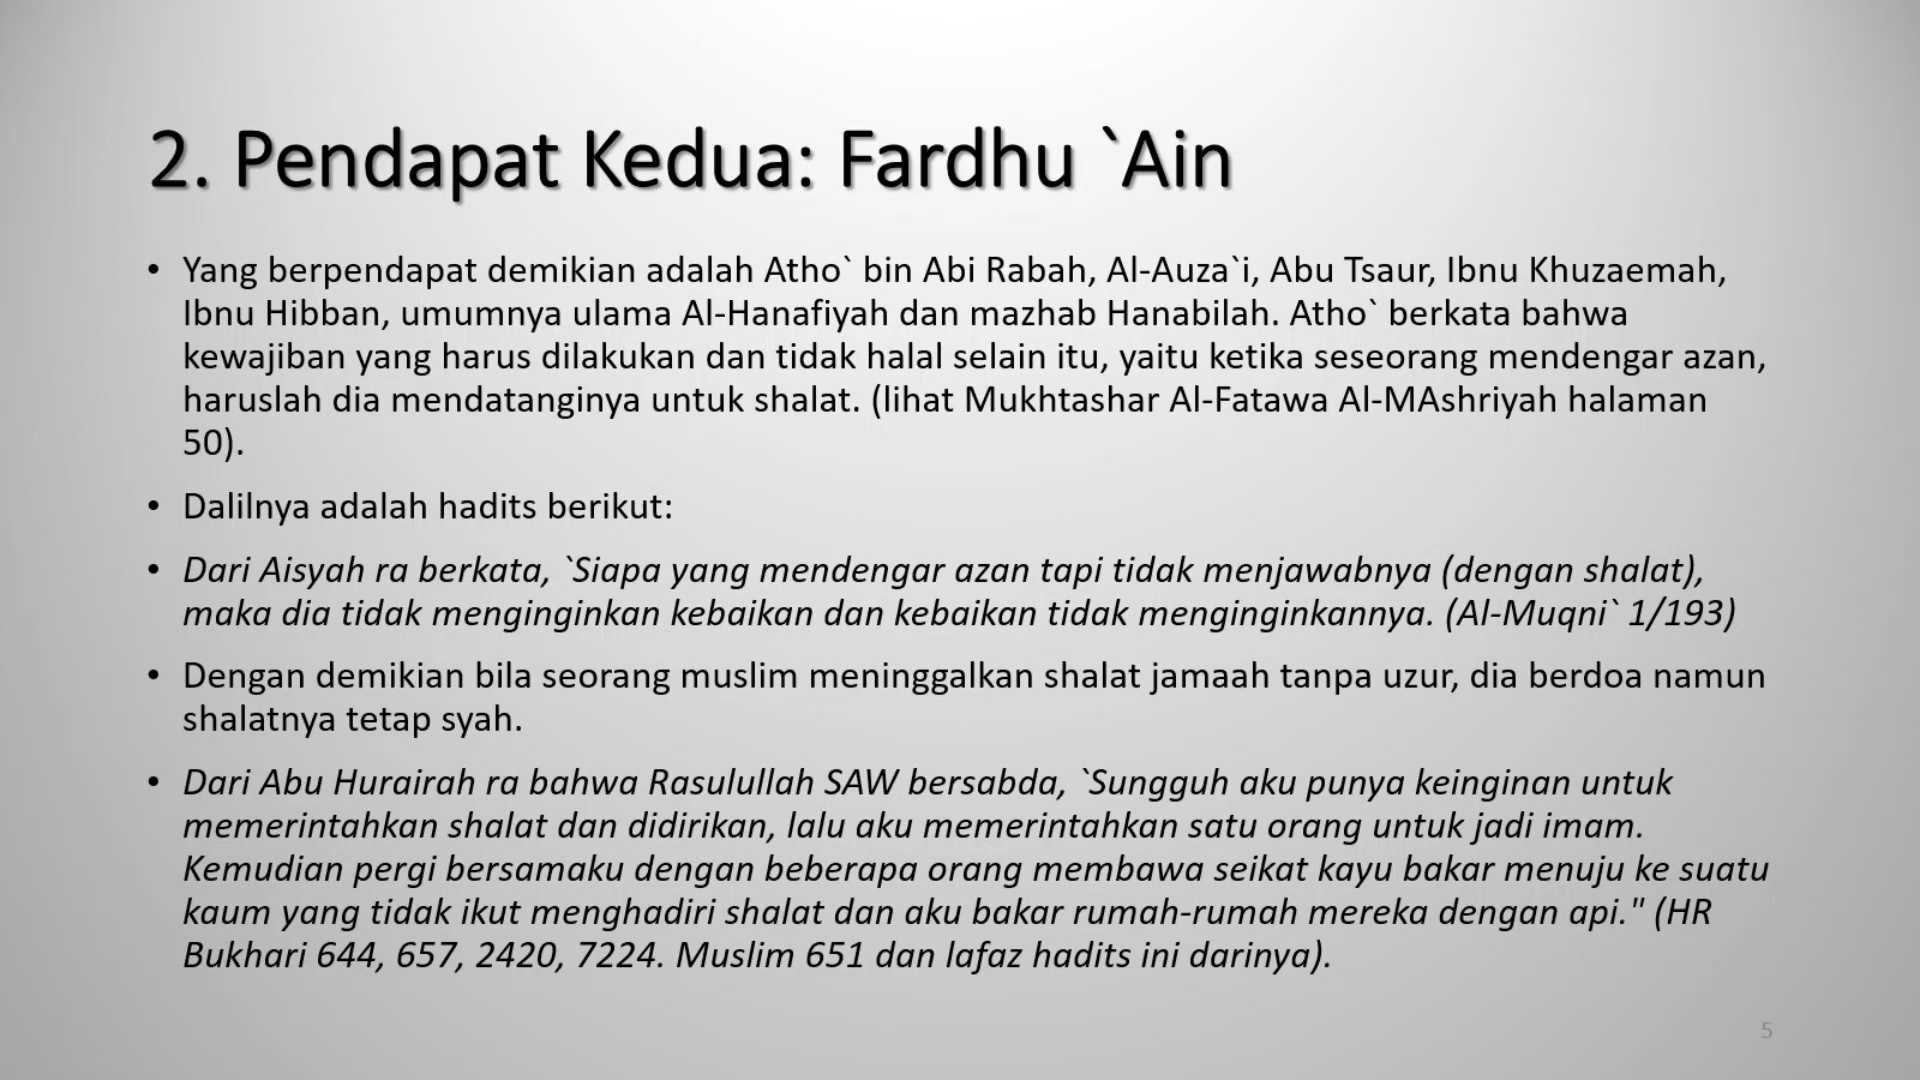 2. Pendapat Kedua: Fardhu `Ain
• Yang berpendapat demikian adalah Atho` bin Abi Rabah, Al-Auza`i, Abu Tsaur, Ibnu Khuzaemah,
Ibnu Hibban, umumnya ulama Al-Hanafiyah dan mazhab Hanabilah. Atho` berkata bahwa
kewajiban yang harus dilakukan dan tidak halal selain itu, yaitu ketika seseorang mendengar azan,
haruslah dia mendatanginya untuk shalat. (lihat Mukhtashar Al-Fatawa Al-MAshriyah halaman
50).
• Dalilnya adalah hadits berikut:
• Dari Aisyah ra berkata, `Siapa yang mendengar azan tapi tidak menjawabnya (dengan shalat),
maka dia tidak menginginkan kebaikan dan kebaikan tidak menginginkannya. (Al-Muqni` 1/193)
• Dengan demikian bila seorang muslim meninggalkan shalat jamaah tanpa uzur, dia berdoa namun
shalatnya tetap syah.
• Dari Abu Hurairah ra bahwa Rasulullah SAW bersabda, `Sungguh aku punya keinginan untuk
memerintahkan shalat dan didirikan, lalu aku memerintahkan satu orang untuk jadi imam.
Kemudian pergi bersamaku dengan beberapa orang membawa seikat kayu bakar menuju ke suatu
kaum yang tidak ikut menghadiri shalat dan aku bakar rumah-rumah mereka dengan api." (HR
Bukhari 644, 657, 2420, 7224. Muslim 651 dan lafaz hadits ini darinya).
5